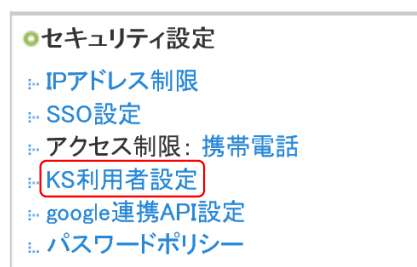 セキュリティ設定
IPアドレス制限
SSO設定
アクセス制限: 携帯電話
KS利用者設定
google連携API設定
パスワードポリシー